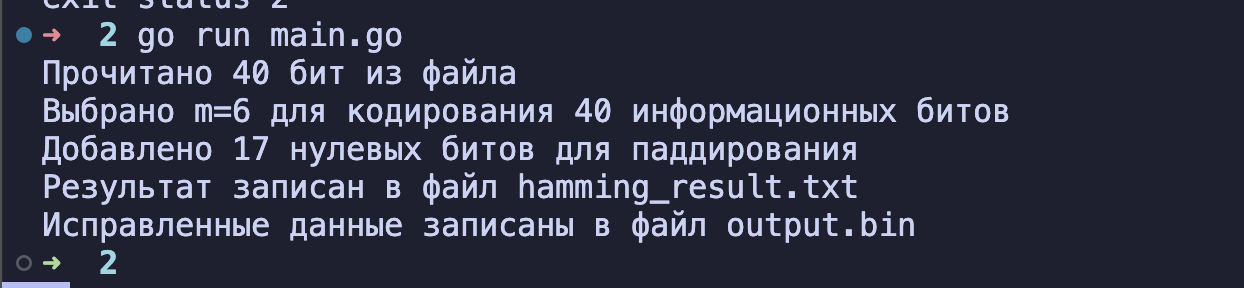 exit status 2
➜ 2 go run main.go
Прочитано 40 бит из файла
Выбрано m=6 для кодирования 40 информационных битов
Добавлено 17 нулевых битов для паддирования
Результат записан в файл hamming_result.txt
Исправленные данные записаны в файл output.bin
➜ 2